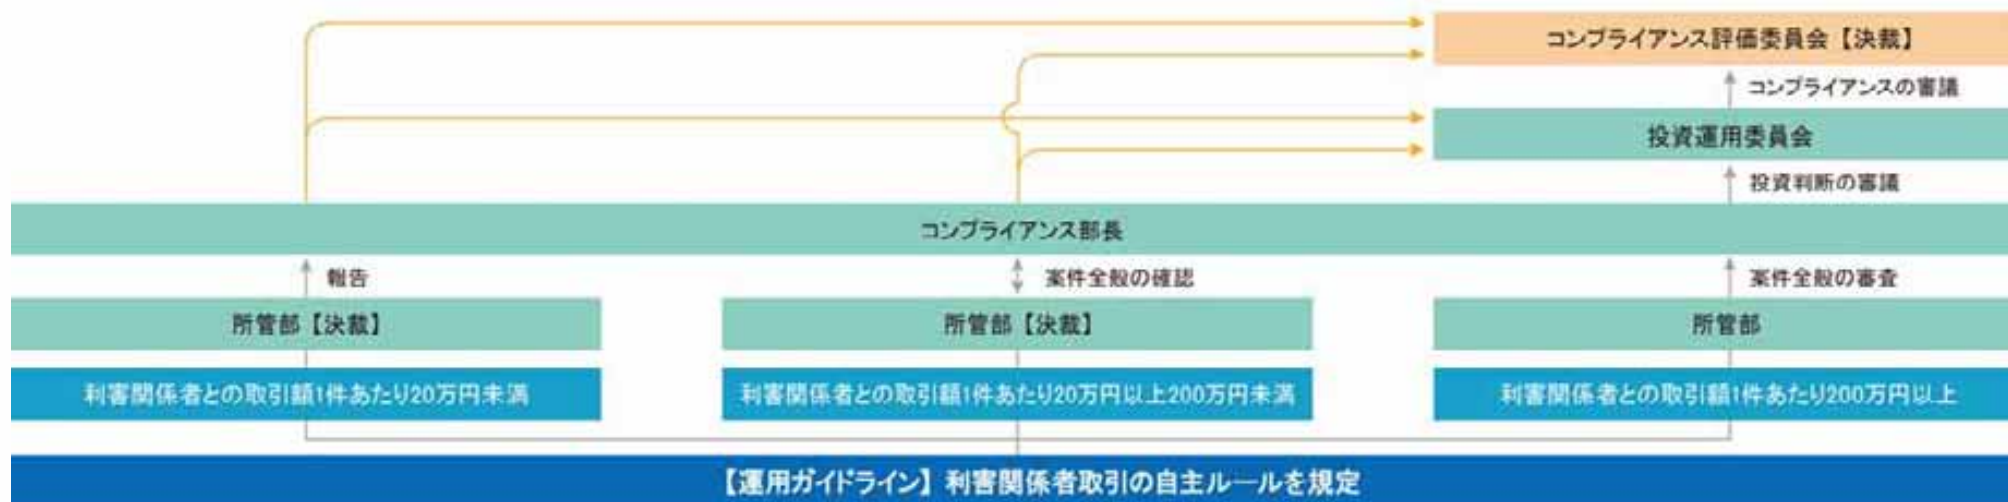 コンプライアンス評価委員会【決裁】
コンプライアンスの審議
投資運用委員会
投資判断の審議
コンプライアンス部長
報告
案件全般の確認
案件全般の審査
所管部【決裁】
所管部【決裁】
所管部
利害関係者との取引額1件あたり20万円未満
利害関係者との取引額1件あたり20万円以上200万円未満
利害関係者との取引額1件あたり200万円以上
【運用ガイドライン】利害関係者取引の自主ルールを規定